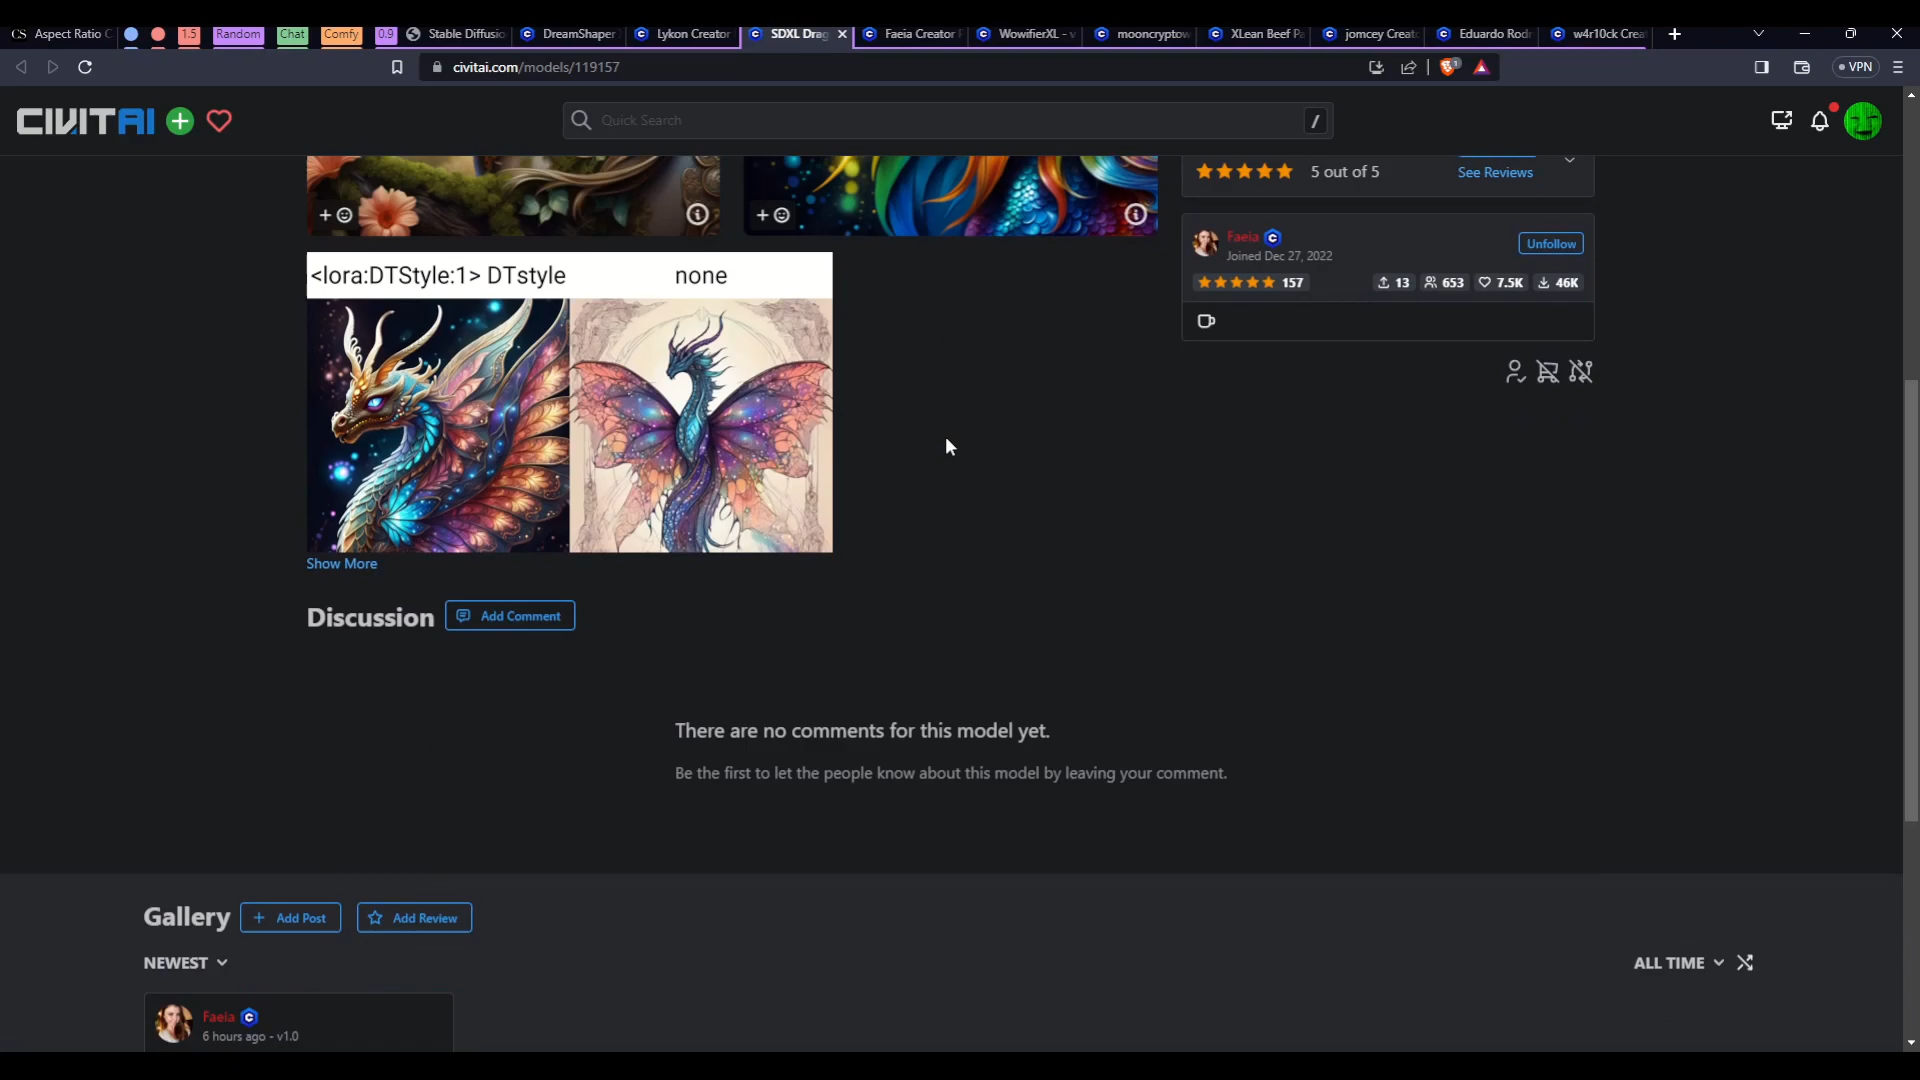 CS Aspect Ratio C
1.5
Random
Chat
Comfy
0.9
Stable Diffusio
DreamShaper
Lykon Creator
SDXL Drag
Faeia Creator P
WowifierXL - v
mooncryptow
XLean Beef Pa
jomcey Creato
Eduardo Rodr
w4r10ck Creat
civitai.com/models/119157
1
VPN
CIVITAI
Quick Search
/
5 out of 5
See Reviews
Faeia
Joined Dec 27, 2022
Unfollow
157
13
653
7.5K
46K
<lora:DTStyle:1> DTstyle
none
Show More
Discussion
Add Comment
There are no comments for this model yet.
Be the first to let the people know about this model by leaving your comment.
Gallery
Add Post
Add Review
NEWEST
ALL TIME
Faeia
6 hours ago - v1.0